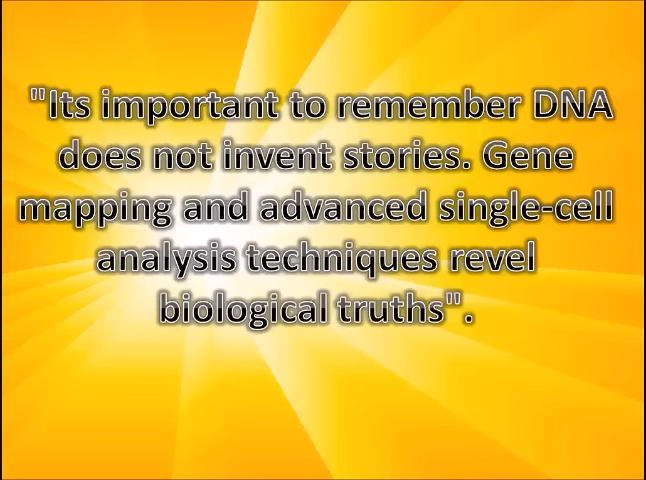 "Its important to remember DNA
does not invent stories. Gene
mapping and advanced single-cell
analysis techniques revel
biological truths".